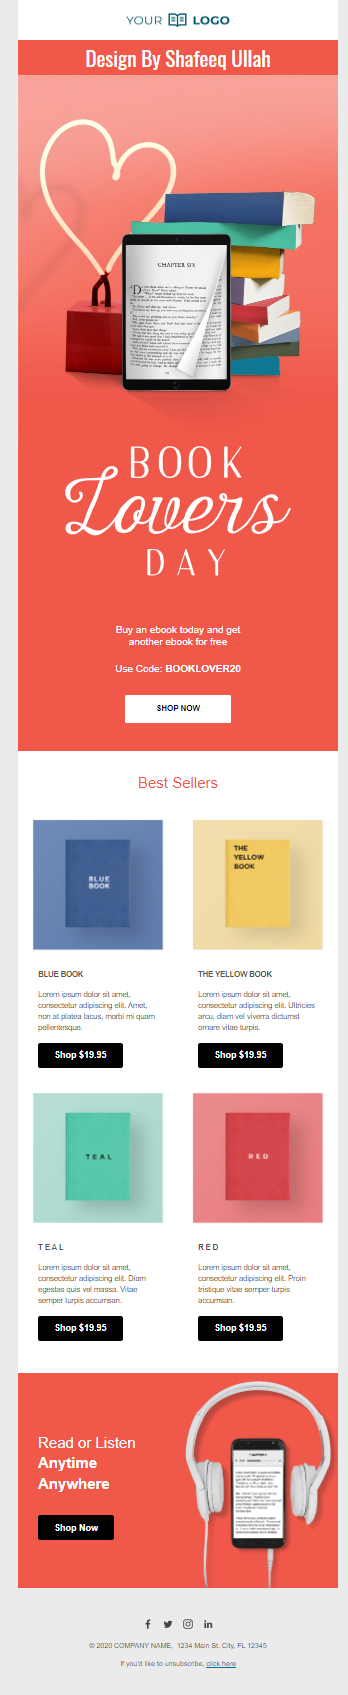 YOUR LOGO
Design By Shafeeq Ullah
CHAPTER SIX
BOOK
Lovers
DAY
Buy an ebook today and get
another ebook for free
Use Code: BOOKLOVER20
SHOP NOW
Best Sellers
BLUE
BOOK
THE
YELLOW
BOOK
BLUE BOOK
Lorem ipsum dolor sit amet,
consectetur adipiscing elit. Amet,
non at platea lacus, morbi mi quam
pellentesque.
Shop $19.95
THE YELLOW BOOK
Lorem ipsum dolor sit amet,
consectetur adipiscing elit. Ultricies
arcu, diam vel viverra dictumst
ornare vitae turpis.
Shop $19.95
TEAL
RED
TEAL
Lorem ipsum dolor sit amet,
consectetur adipiscing elit. Diam
egestas quis vel massa. Vitae
semper turpis accumsan.
Shop $19.95
RED
Lorem ipsum dolor sit amet,
consectetur adipiscing elit. Proin
tristique vitae semper turpis
accumsan.
Shop $19.95
Read or Listen
Anytime
Anywhere
Shop Now
© 2020 COMPANY NAME, 1234 Main St. City, FL 12345
If you'd like to unsubscribe, click here